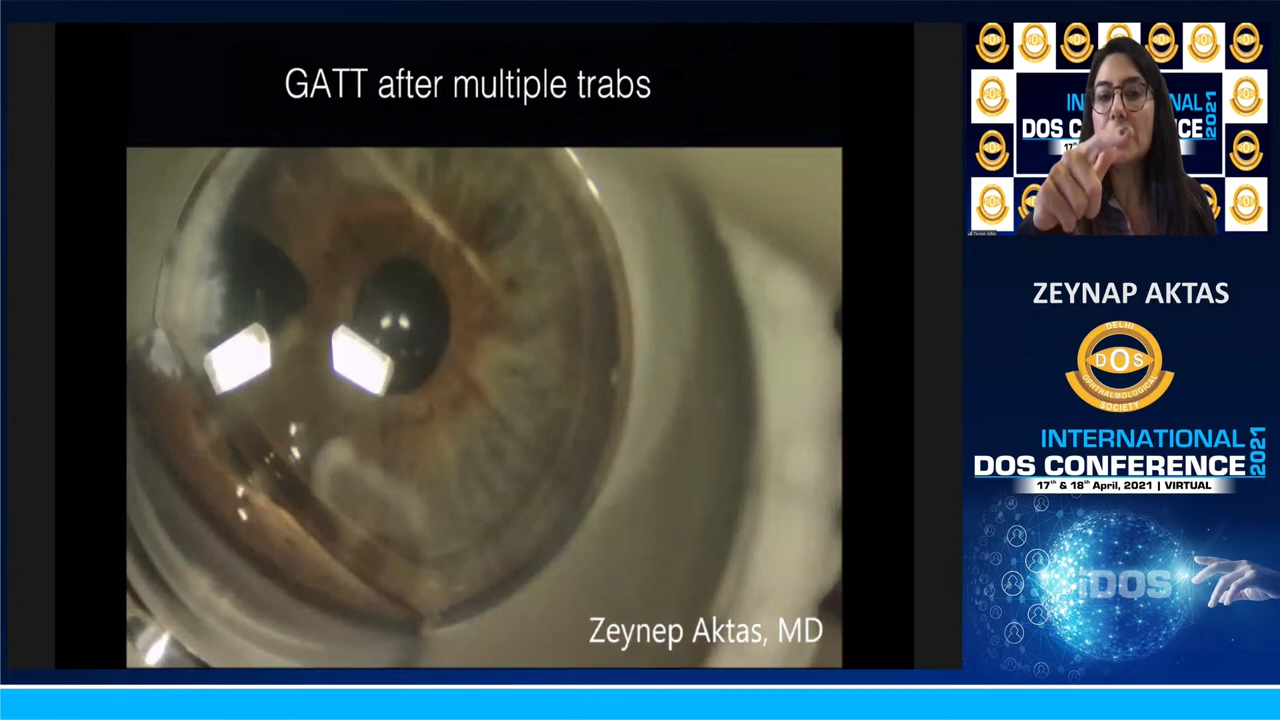 GATT after multiple trabs
Zeynep Aktas, MD
ZEYNAP AKTAS
DELHI
DOS
OPHTHALMOLOGICAL
SOCIETY
INTERNATIONAL
DOS CONFERENCE
2021
17th & 18th April, 2021 | VIRTUAL
iDOS